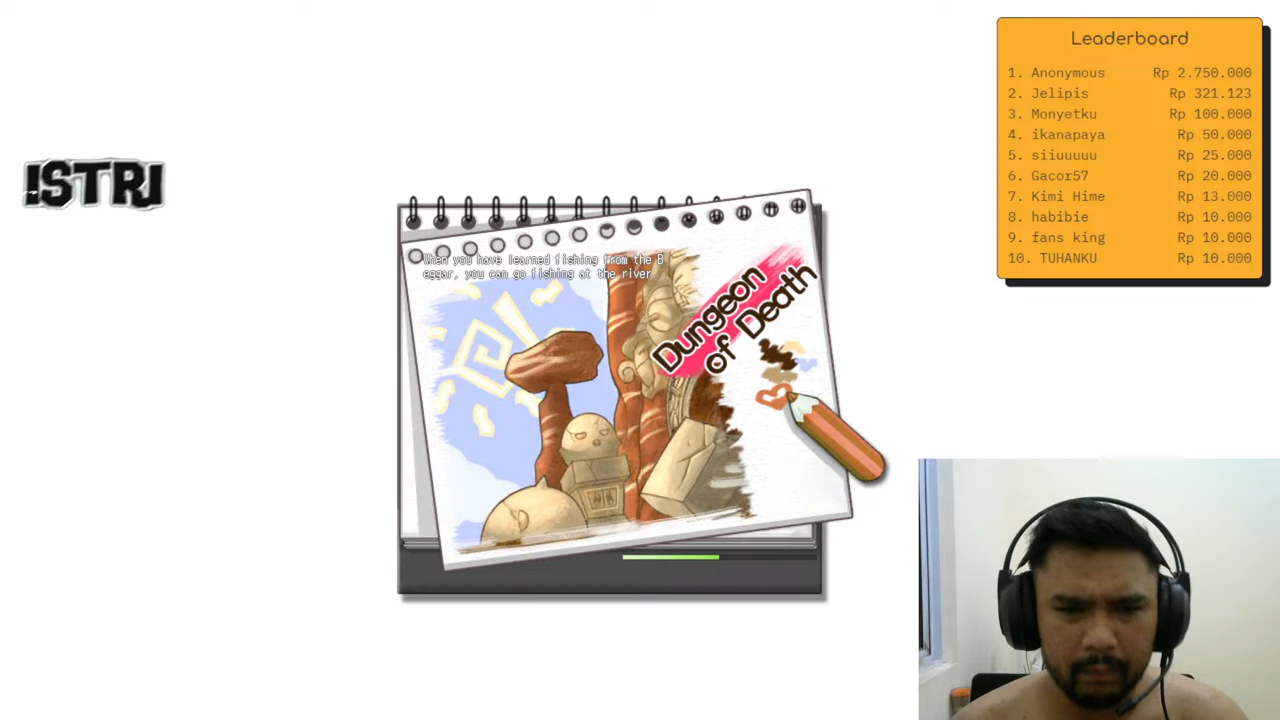 Leaderboard
1. Anonymous Rp 2.750.000
2. Jelipis Rp 321.123
3. Monyetku Rp 100.000
4. ikanapaya Rp 50.000
5. siiuuuuu Rp 25.000
6. Gacor57 Rp 20.000
7. Kimi Hime Rp 13.000
8. habibie Rp 10.000
9. fans king Rp 10.000
10. TUHANKU Rp 10.000
ISTRI
When you have learned fishing from the B
eggar, you can go fishing at the river.
Dungeon
of Death